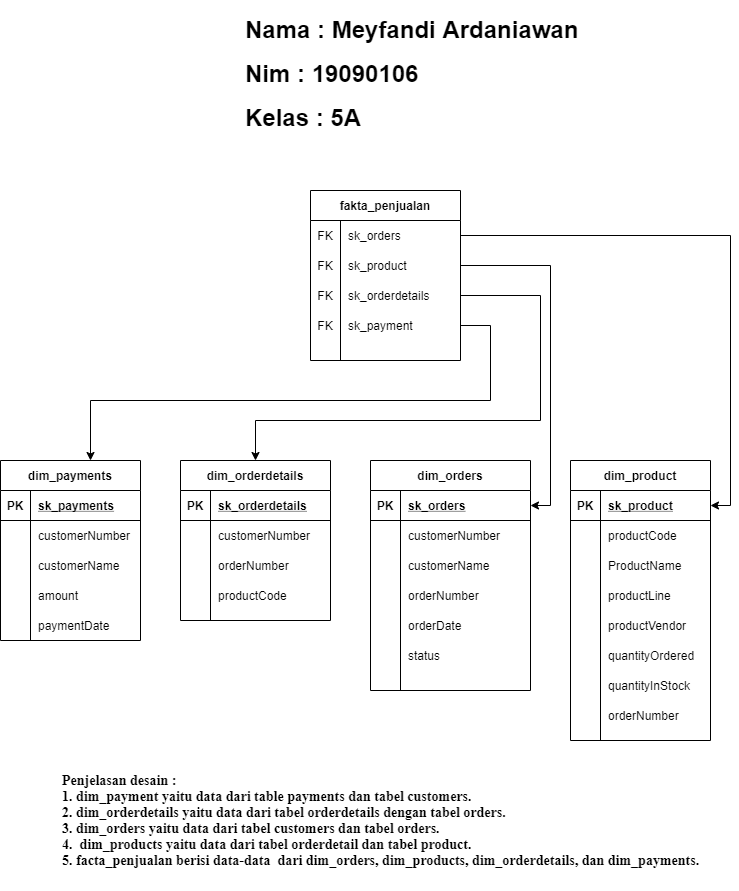 Nama : Meyfandi Ardaniawan
Nim : 19090106
Kelas : 5A
fakta_penjualan
FK sk_orders
FK sk_product
FK sk_orderdetails
FK sk_payment
dim_payments
PK sk_payments
customerNumber
customerName
amount
paymentDate
dim_orderdetails
PK sk_orderdetails
customerNumber
orderNumber
productCode
dim_orders
PK sk_orders
customerNumber
customerName
orderNumber
orderDate
status
dim_product
PK sk_product
productCode
ProductName
productLine
productVendor
quantityOrdered
quantityInStock
orderNumber
Penjelasan desain :
1. dim_payment yaitu data dari table payments dan tabel customers.
2. dim_orderdetails yaitu data dari tabel orderdetails dengan tabel orders.
3. dim_orders yaitu data dari tabel customers dan tabel orders.
4.  dim_products yaitu data dari tabel orderdetail dan tabel product.
5. facta_penjualan berisi data-data  dari dim_orders, dim_products, dim_orderdetails, dan dim_payments.